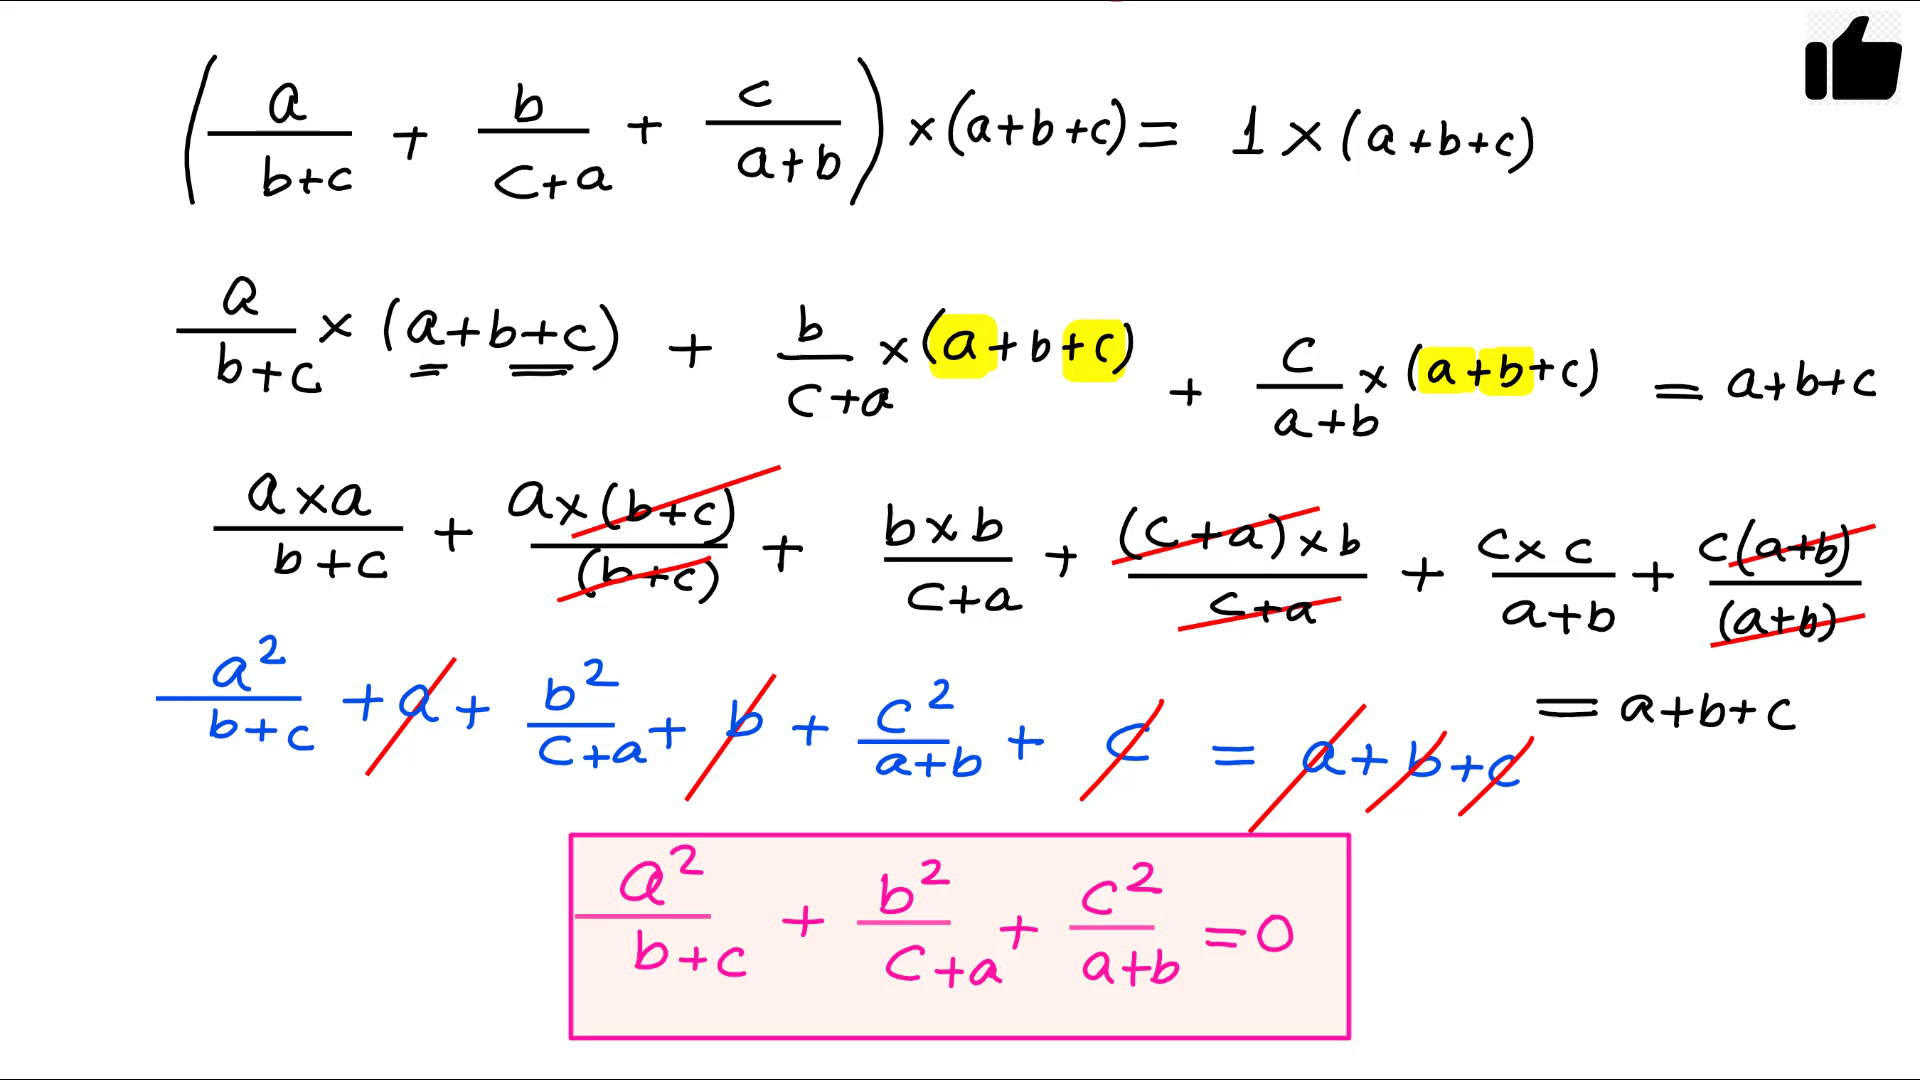 (a/(b+c) + b/(c+a) + c/(a+b)) × (a+b+c) = 1 × (a+b+c)
a/(b+c) × (a+b+c) + b/(c+a) × (a+b+c) + c/(a+b) × (a+b+c) = a+b+c
a×a/(b+c) + a×(b+c)/(b+c) + b×b/(c+a) + (c+a)×b/(c+a) + c×c/(a+b) + c(a+b)/(a+b)
= a+b+c
a²/(b+c) + a + b²/(c+a) + b + c²/(a+b) + c = a+b+c
a²/(b+c) + b²/(c+a) + c²/(a+b) = 0